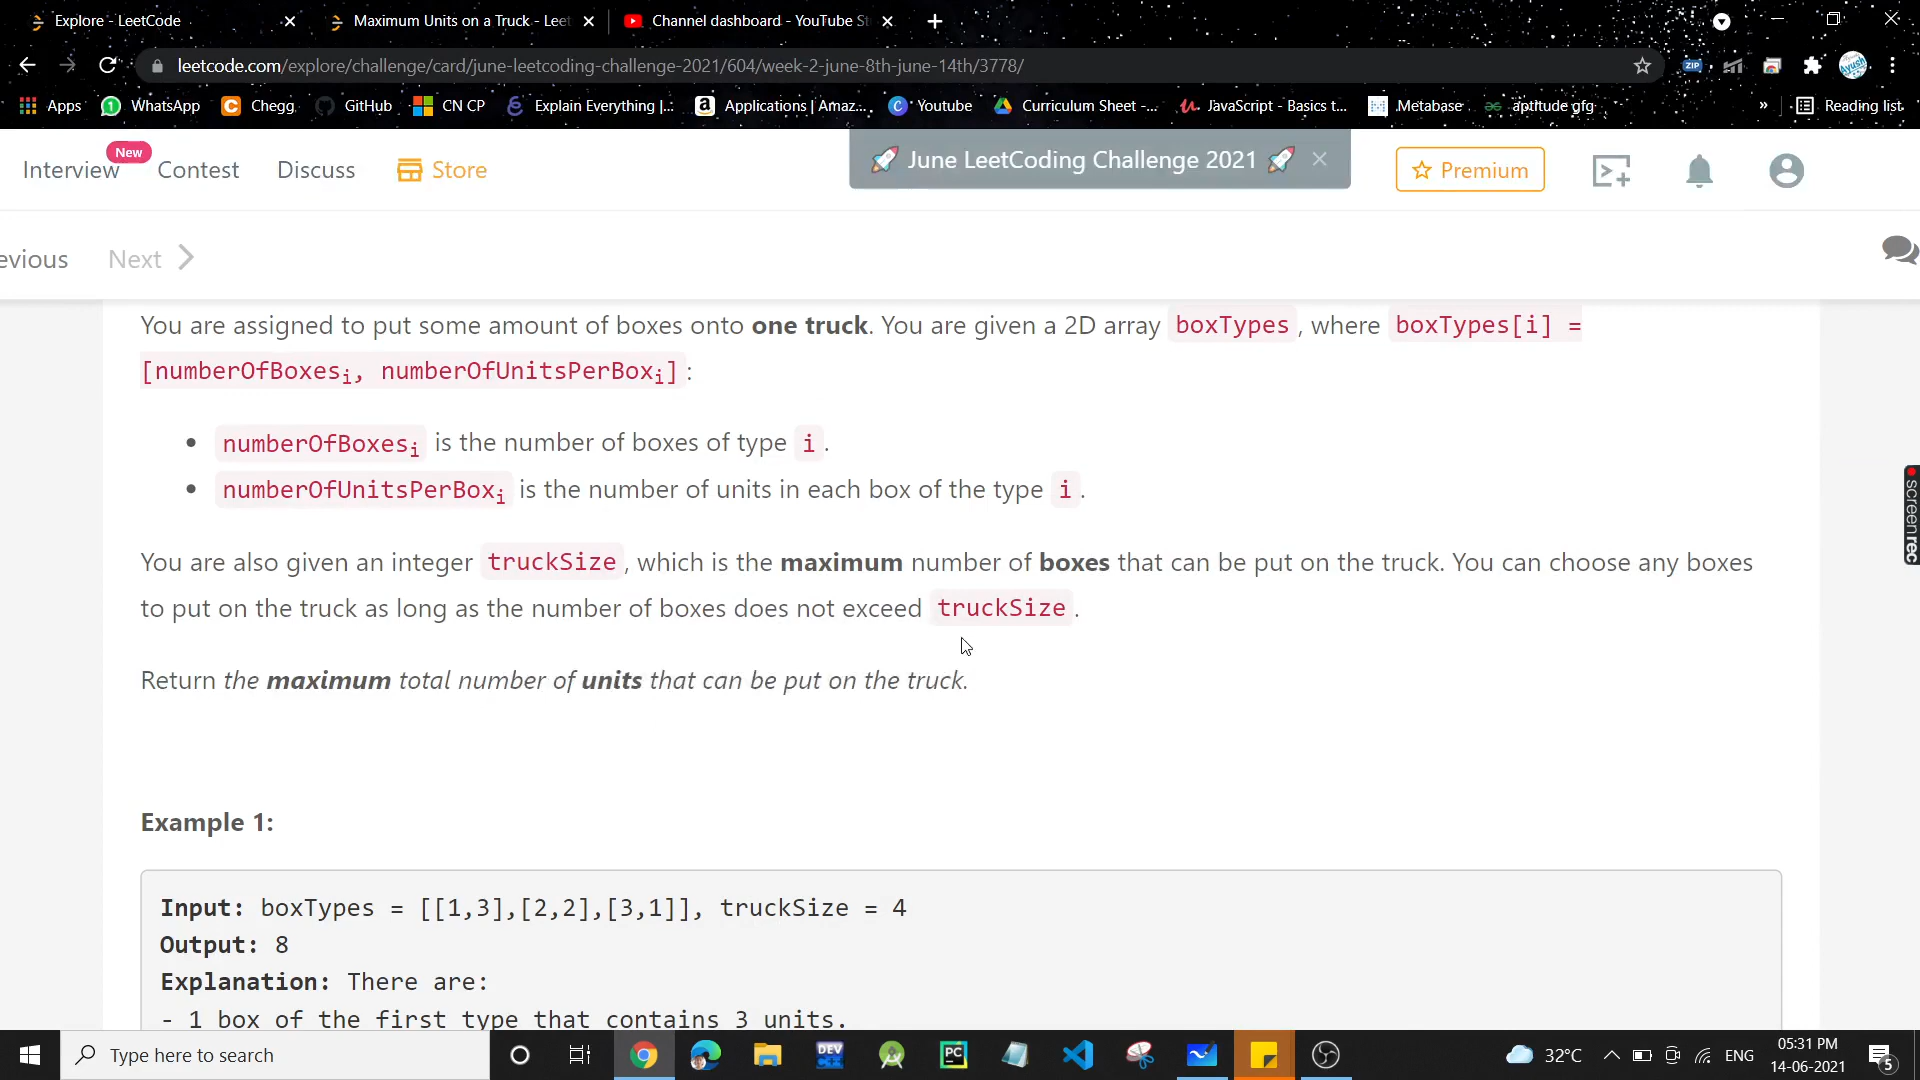 Explore - LeetCode
Maximum Units on a Truck - Leet
Channel dashboard - YouTube St
leetcode.com/explore/challenge/card/june-leetcoding-challenge-2021/604/week-2-june-8th-june-14th/3778/
ZIP
Ayush
Apps
WhatsApp
Chegg
GitHub
CN CP
Explain Everything |...
Applications | Amaz...
Youtube
Curriculum Sheet -...
JavaScript - Basics t...
Metabase
aptitude gfg
»
Reading list
Interview
New
Contest
Discuss
Store
🚀 June LeetCoding Challenge 2021 🚀 ×
Premium
evious
Next
You are assigned to put some amount of boxes onto one truck. You are given a 2D array boxTypes, where boxTypes[i] =
[numberOfBoxesi, numberOfUnitsPerBoxi]:
• numberOfBoxesi is the number of boxes of type i.
• numberOfUnitsPerBoxi is the number of units in each box of the type i.
You are also given an integer truckSize, which is the maximum number of boxes that can be put on the truck. You can choose any boxes
to put on the truck as long as the number of boxes does not exceed truckSize.
Return the maximum total number of units that can be put on the truck.
Example 1:
Input: boxTypes = [[1,3],[2,2],[3,1]], truckSize = 4
Output: 8
Explanation: There are:
- 1 box of the first type that contains 3 units.
screenrec
Type here to search
DEV
PC
32°C
ENG
05:31 PM
14-06-2021
5